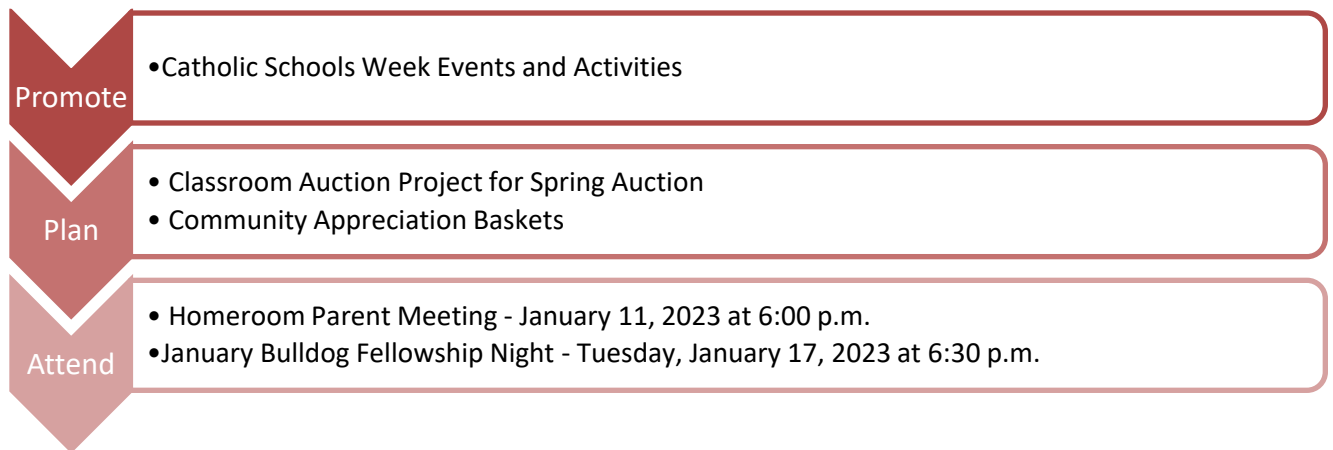 Promote
•Catholic Schools Week Events and Activities
Plan
• Classroom Auction Project for Spring Auction
• Community Appreciation Baskets
Attend
• Homeroom Parent Meeting - January 11, 2023 at 6:00 p.m.
•January Bulldog Fellowship Night - Tuesday, January 17, 2023 at 6:30 p.m.